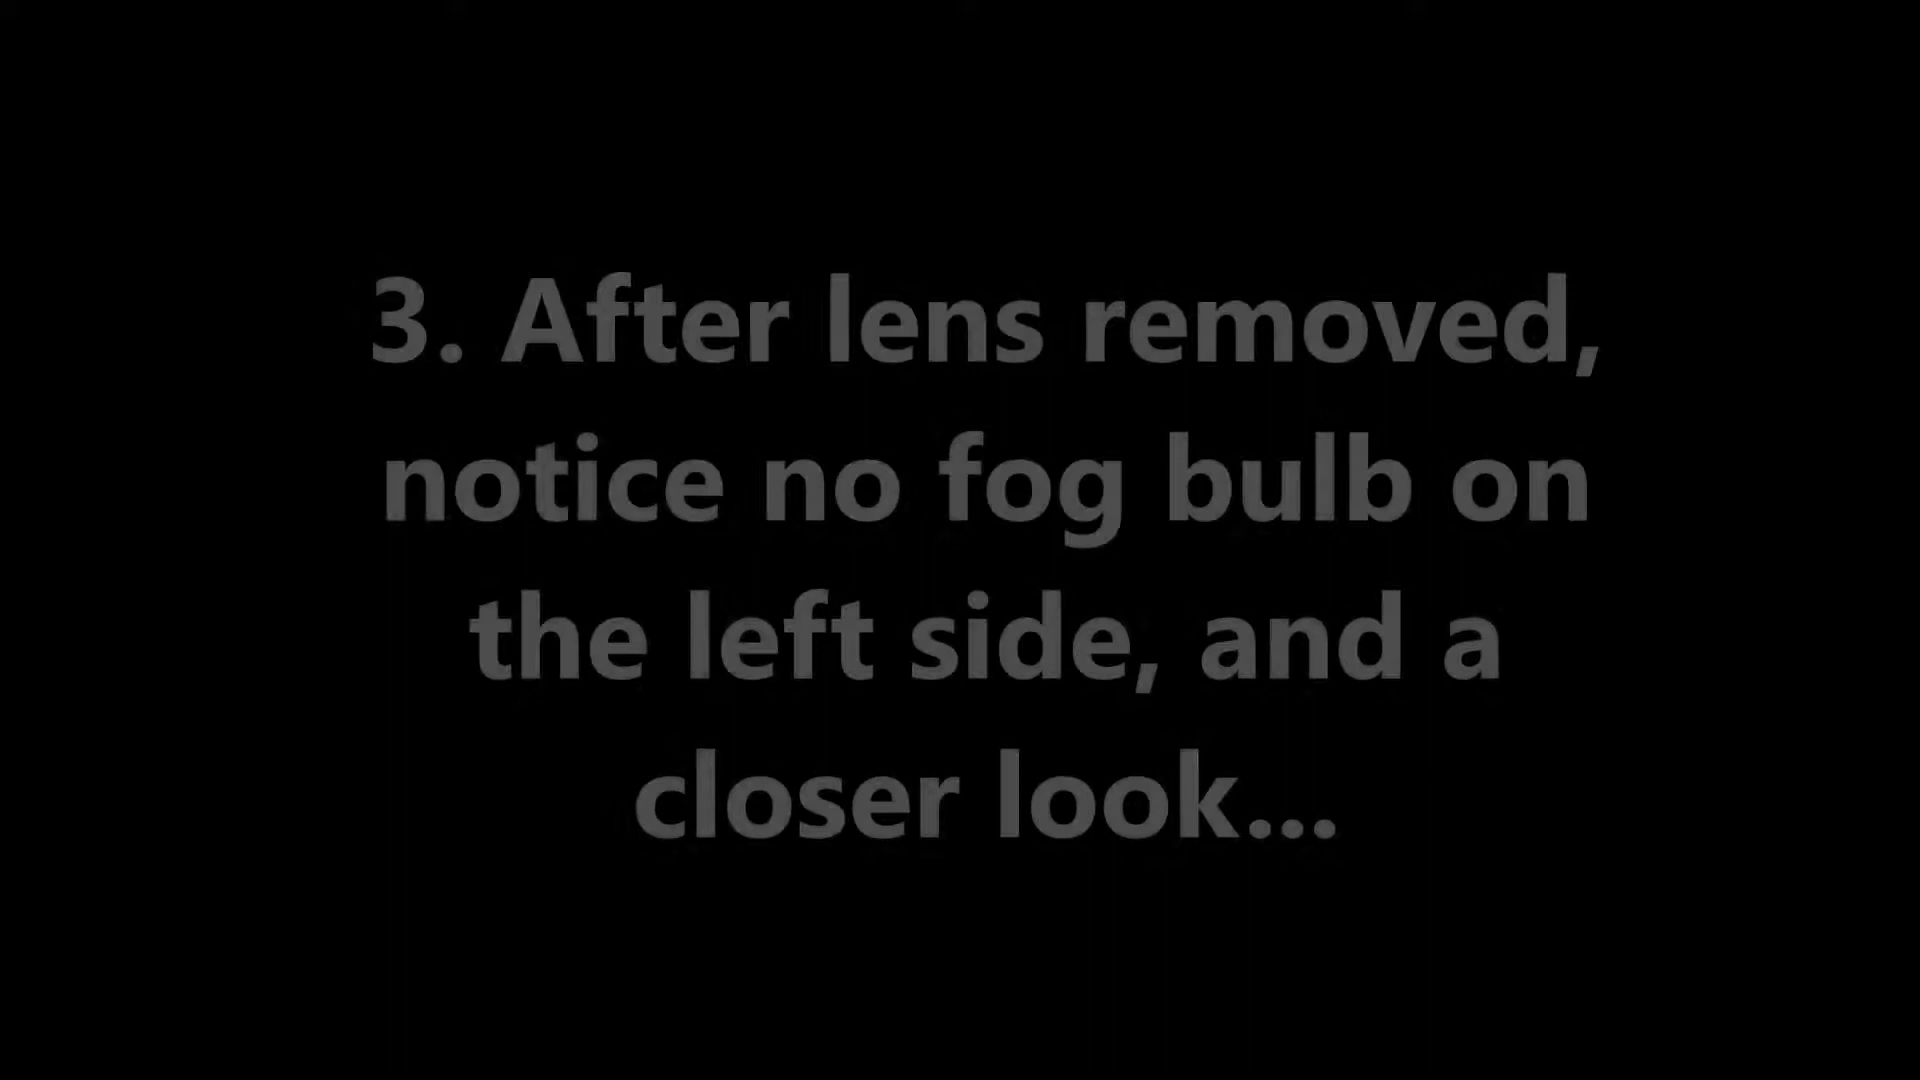 3. After lens removed,
notice no fog bulb on
the left side, and a
closer look...